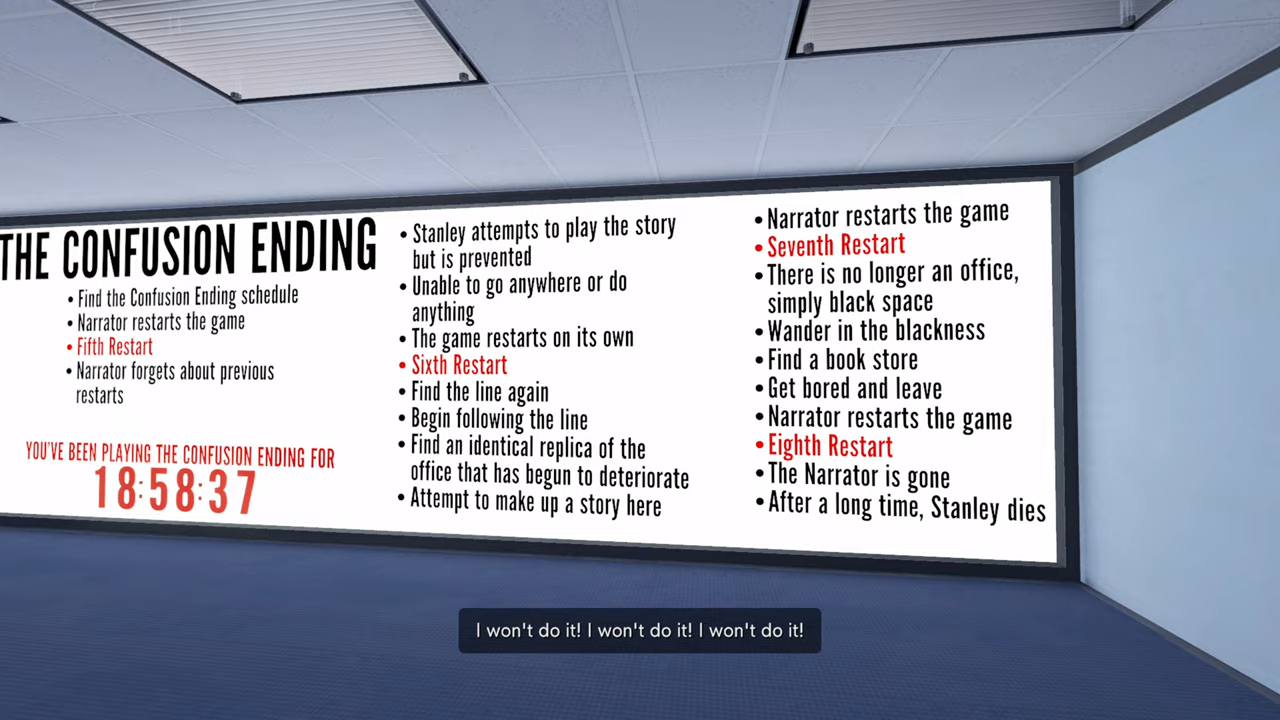 THE CONFUSION ENDING
• Find the Confusion Ending schedule
• Narrator restarts the game
• Fifth Restart
• Narrator forgets about previous
restarts
YOU'VE BEEN PLAYING THE CONFUSION ENDING FOR
18:58:37
• Stanley attempts to play the story
but is prevented
• Unable to go anywhere or do
anything
• The game restarts on its own
• Sixth Restart
• Find the line again
• Begin following the line
• Find an identical replica of the
office that has begun to deteriorate
• Attempt to make up a story here
• Narrator restarts the game
• Seventh Restart
• There is no longer an office,
simply black space
• Wander in the blackness
• Find a book store
• Get bored and leave
• Narrator restarts the game
• Eighth Restart
• The Narrator is gone
• After a long time, Stanley dies
I won't do it! I won't do it! I won't do it!